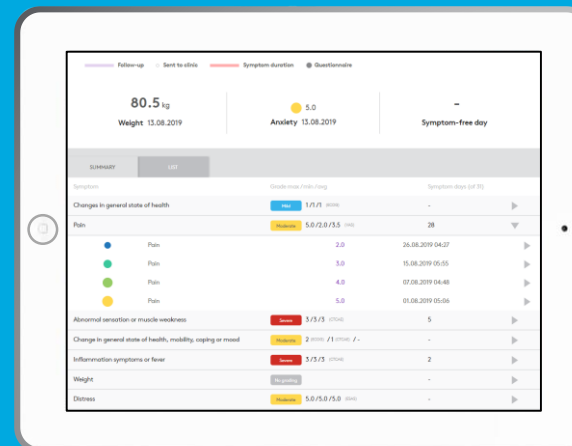 Follow-up Sent to clinic Symptom duration Questionnaire
80.5 kg 5.0 –
Weight 13.08.2019 Anxiety 13.08.2019 Symptom-free day
SUMMARY LIST
Symptom Grade max /min /avg Symptom days (of 31)
Changes in general state of health Mild 1 /1 /1 -
Pain Moderate 5.0 /2.0 /3.5 28
Pain 2.0 26.08.2019 04:27
Pain 3.0 15.08.2019 05:55
Pain 4.0 07.08.2019 04:48
Pain 5.0 01.08.2019 05:06
Abnormal sensation or muscle weakness Severe 3 /3 /3 5
Change in general state of health, mobility, coping or mood Moderate 2 /1 /- -
Inflammation symptoms or fever Severe 3 /3 /3 2
Weight No grading -
Distress Moderate 5.0 /5.0 /5.0 -